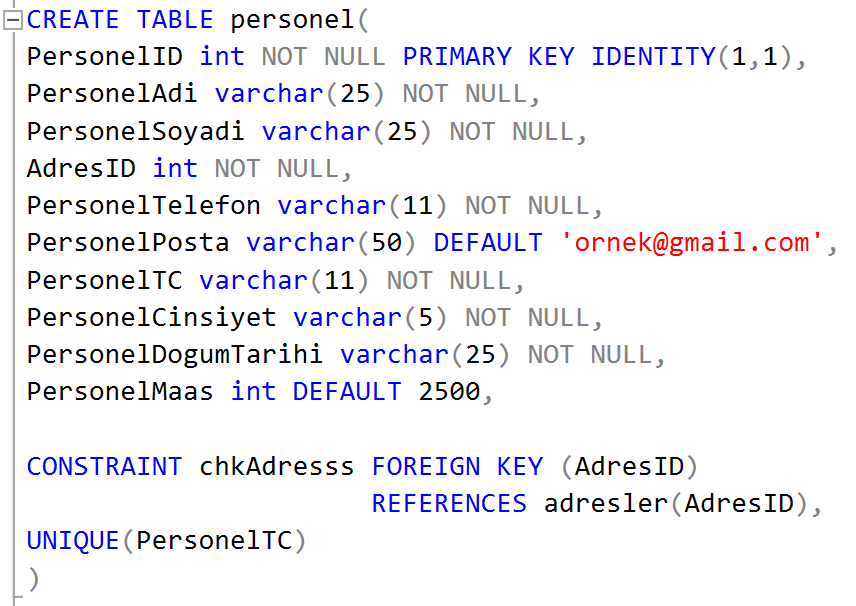 CREATE TABLE personel(
PersonelID int NOT NULL PRIMARY KEY IDENTITY(1,1),
PersonelAdi varchar(25) NOT NULL,
PersonelSoyadi varchar(25) NOT NULL,
AdresID int NOT NULL,
PersonelTelefon varchar(11) NOT NULL,
PersonelPosta varchar(50) DEFAULT 'ornek@gmail.com',
PersonelTC varchar(11) NOT NULL,
PersonelCinsiyet varchar(5) NOT NULL,
PersonelDogumTarihi varchar(25) NOT NULL,
PersonelMaas int DEFAULT 2500,
CONSTRAINT chkAdresss FOREIGN KEY (AdresID)
REFERENCES adresler(AdresID),
UNIQUE(PersonelTC)
)